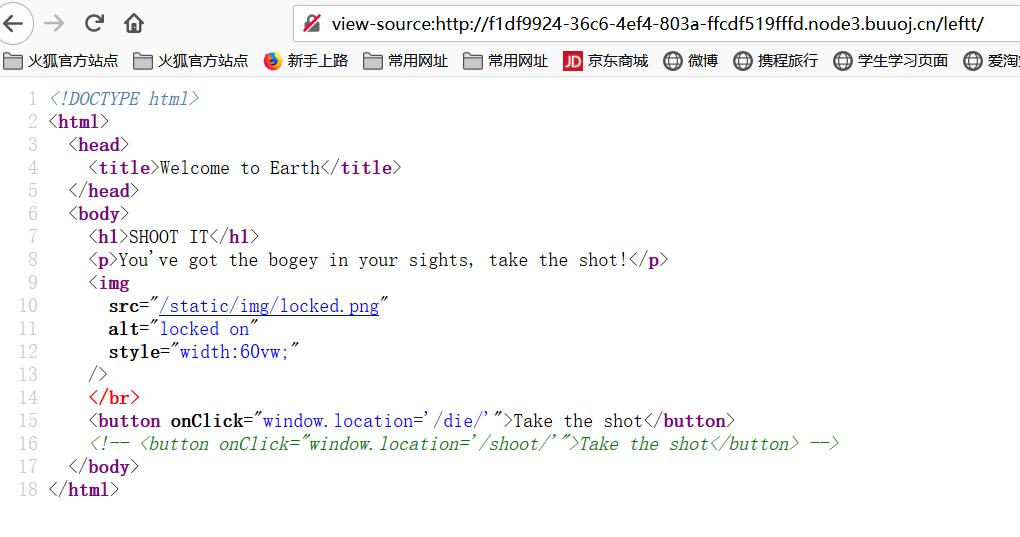 view-source:http://f1df9924-36c6-4ef4-803a-ffcdf519fffd.node3.buuoj.cn/leftt/
火狐官方站点 火狐官方站点 新手上路 常用网址 常用网址 JD 京东商城 微博 携程旅行 学生学习页面 爱淘
1 <!DOCTYPE html>
2 <html>
3 <head>
4 <title>Welcome to Earth</title>
5 </head>
6 <body>
7 <h1>SHOOT IT</h1>
8 <p>You've got the bogey in your sights, take the shot!</p>
9 <img
10 src="/static/img/locked.png"
11 alt="locked on"
12 style="width:60vw;"
13 />
14 </br>
15 <button onClick="window.location='/die/'">Take the shot</button>
16 <!-- <button onClick="window.location='/shoot/'">Take the shot</button> -->
17 </body>
18 </html>